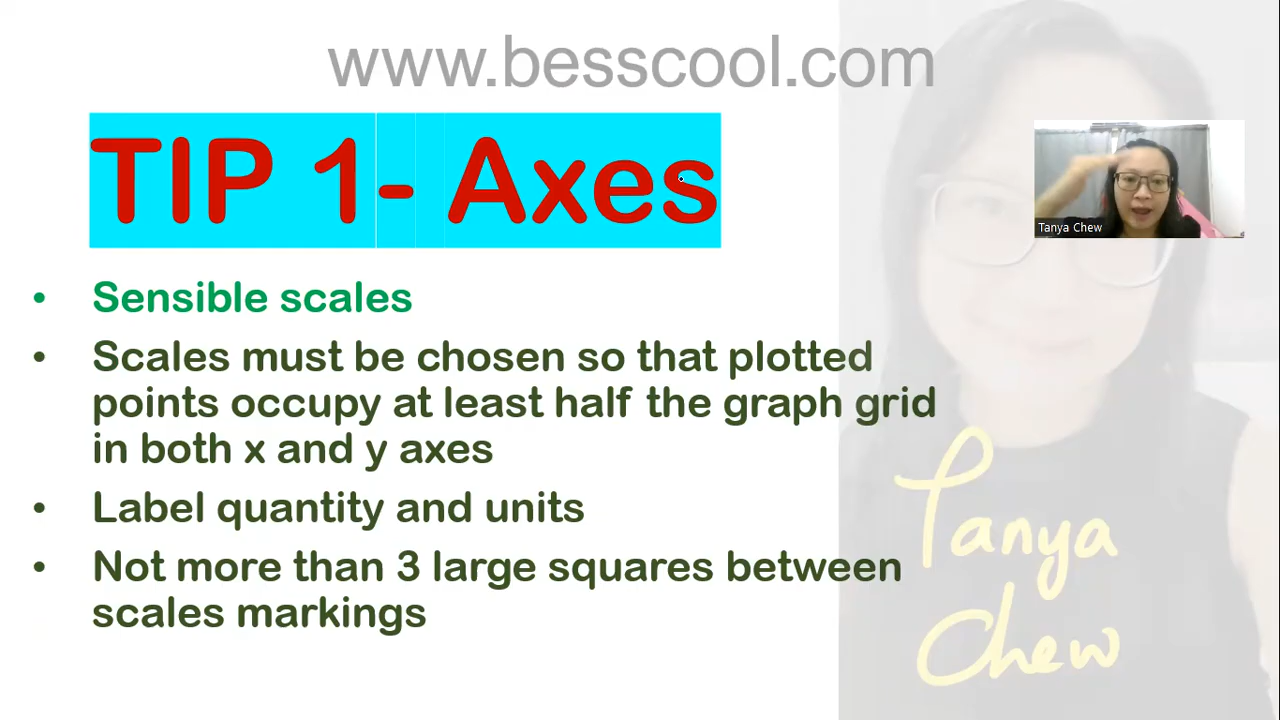 www.besscool.com
TIP 1- Axes
Tanya Chew
• Sensible scales
• Scales must be chosen so that plotted
points occupy at least half the graph grid
in both x and y axes
• Label quantity and units
• Not more than 3 large squares between
scales markings
Tanya
Chew